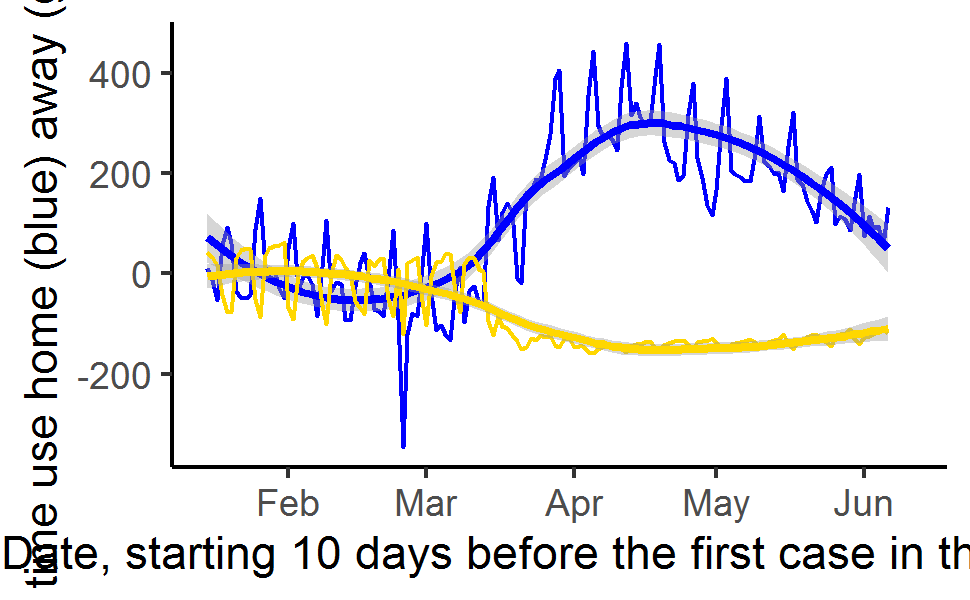 time use home (blue) away (
400
200
0
-200
Feb Mar Apr May Jun
Date, starting 10 days before the first case in th